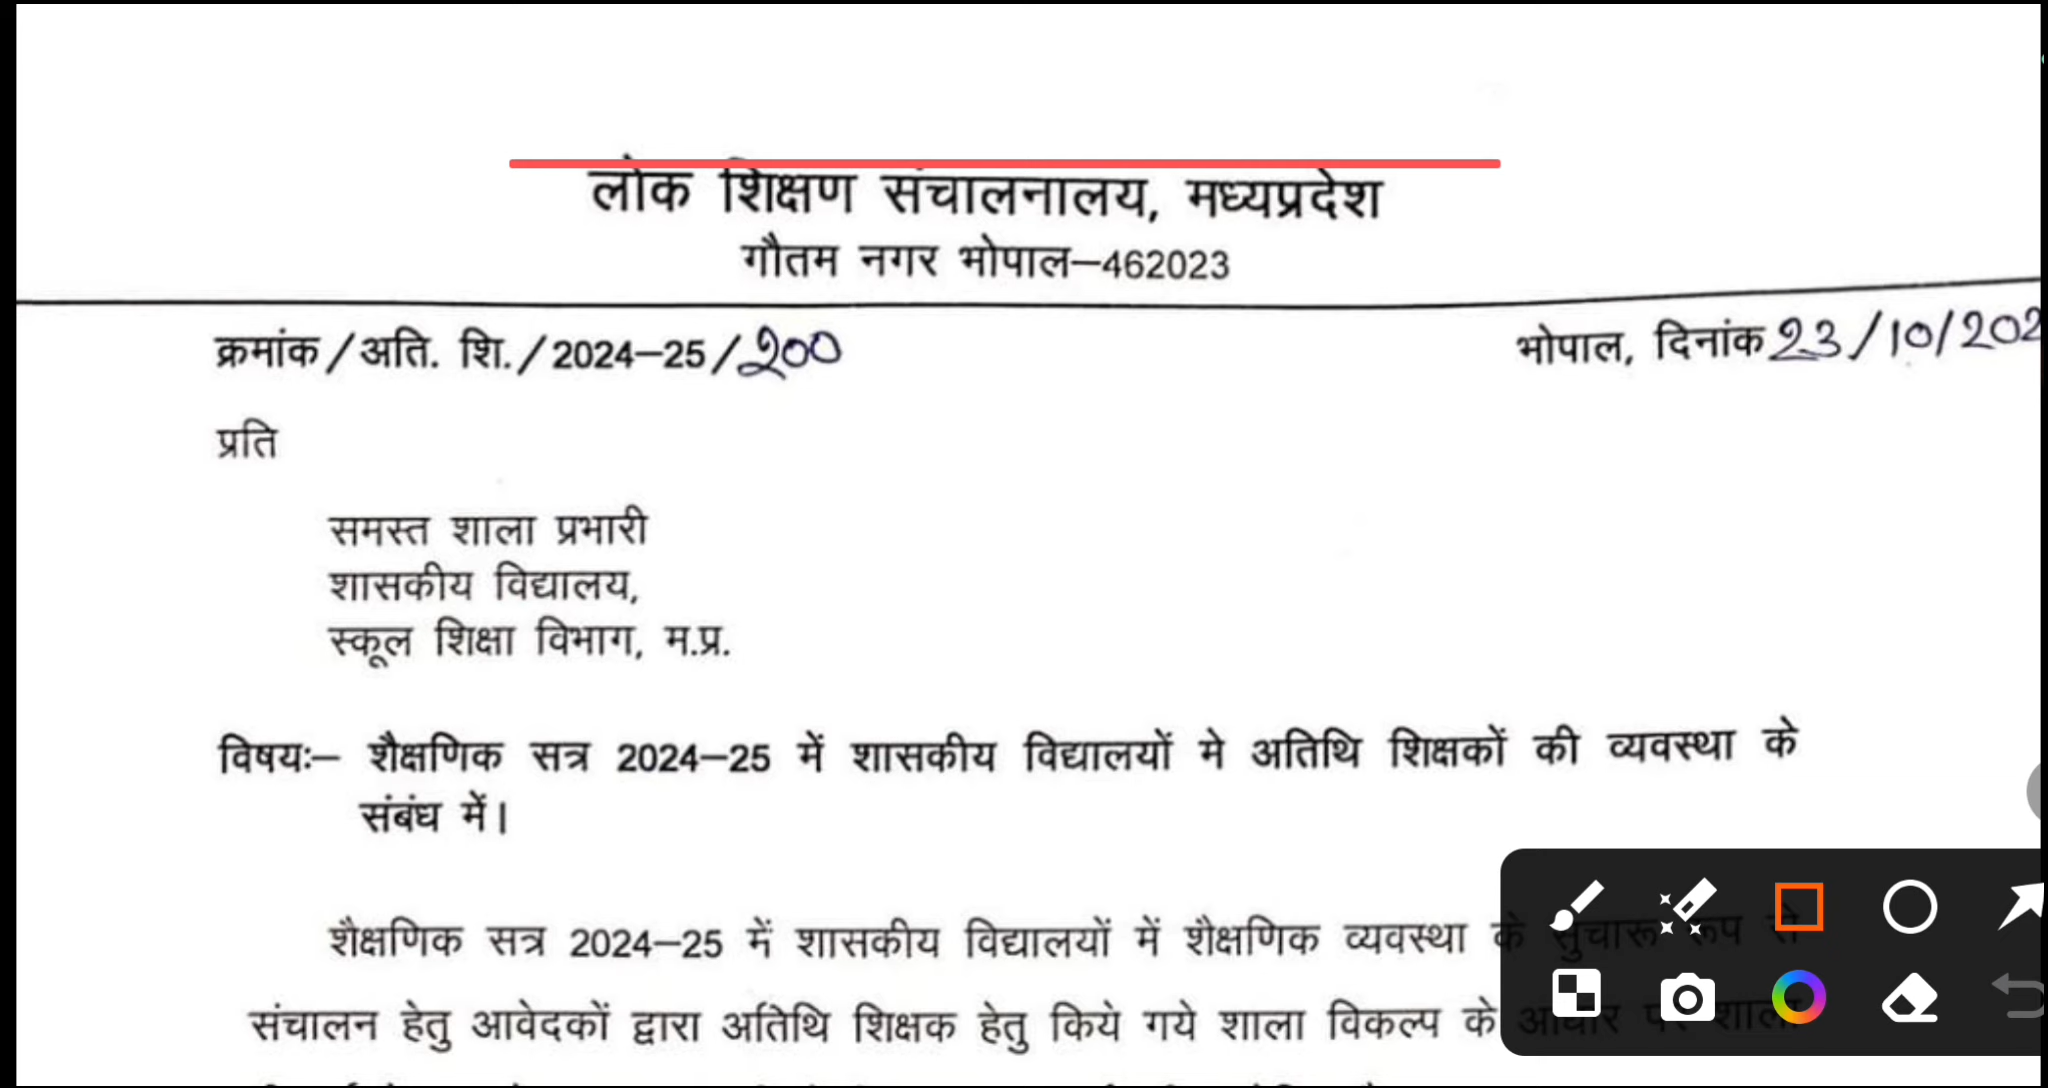 लोक शिक्षण संचालनालय, मध्यप्रदेश
गौतम नगर भोपाल–462023
क्रमांक/अति. शि./2024–25/200
भोपाल, दिनांक 23/10/202
प्रति
समस्त शाला प्रभारी
शासकीय विद्यालय,
स्कूल शिक्षा विभाग, म.प्र.
विषयः– शैक्षणिक सत्र 2024–25 में शासकीय विद्यालयों मे अतिथि शिक्षकों की व्यवस्था के
संबंध में।
शैक्षणिक सत्र 2024–25 में शासकीय विद्यालयों में शैक्षणिक व्यवस्था के सुचारू रूप से
संचालन हेतु आवेदकों द्वारा अतिथि शिक्षक हेतु किये गये शाला विकल्प के आधार पर शाला